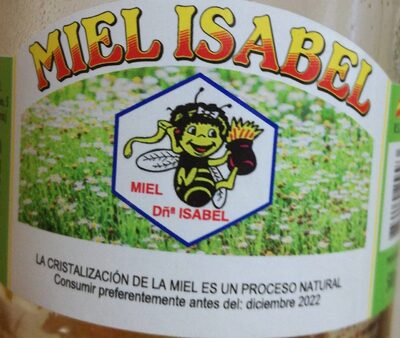 MIEL ISABEL
MIEL
Dñª ISABEL
LA CRISTALIZACIÓN DE LA MIEL ES UN PROCESO NATURAL
Consumir preferentemente antes del: diciembre 2022